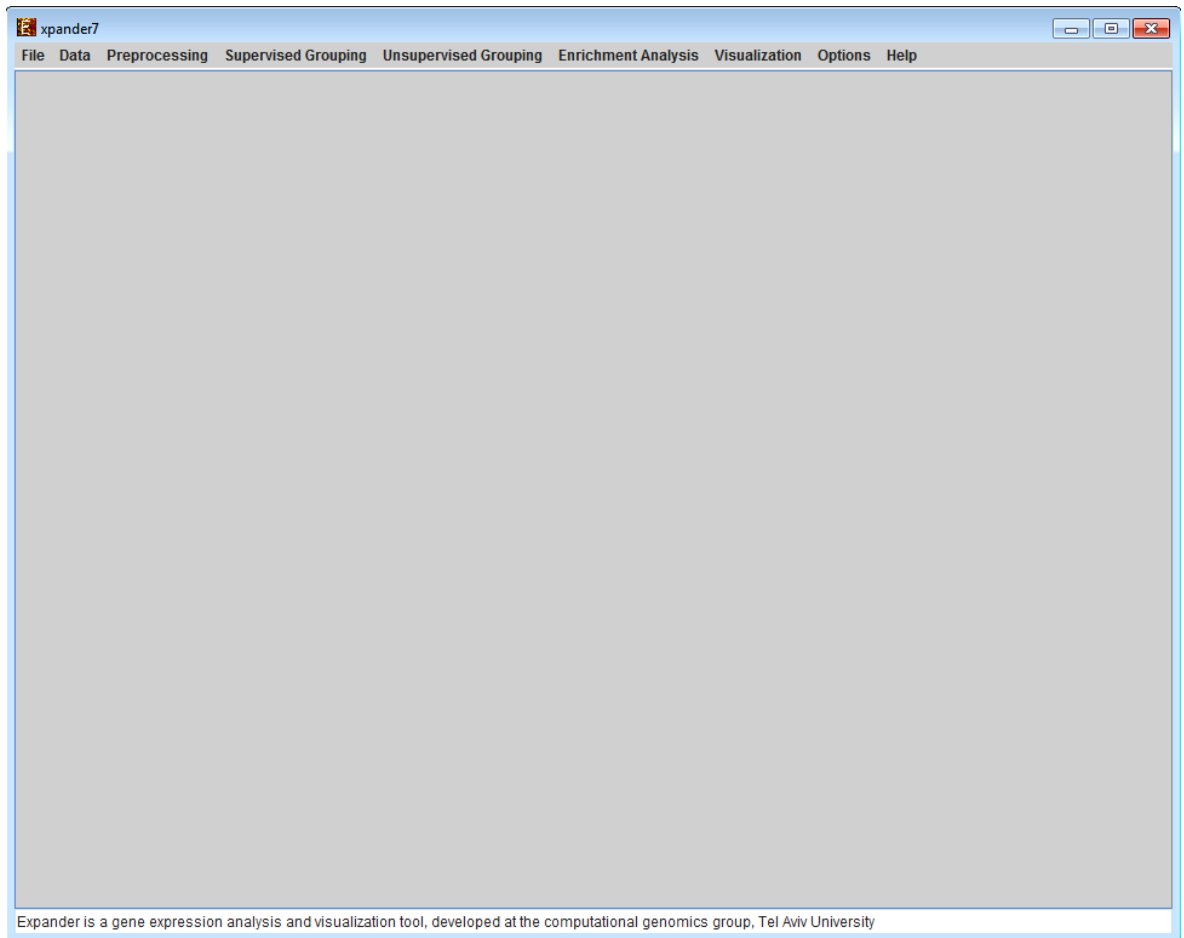 E xpander7
File Data Preprocessing Supervised Grouping Unsupervised Grouping Enrichment Analysis Visualization Options Help
Expander is a gene expression analysis and visualization tool, developed at the computational genomics group, Tel Aviv University